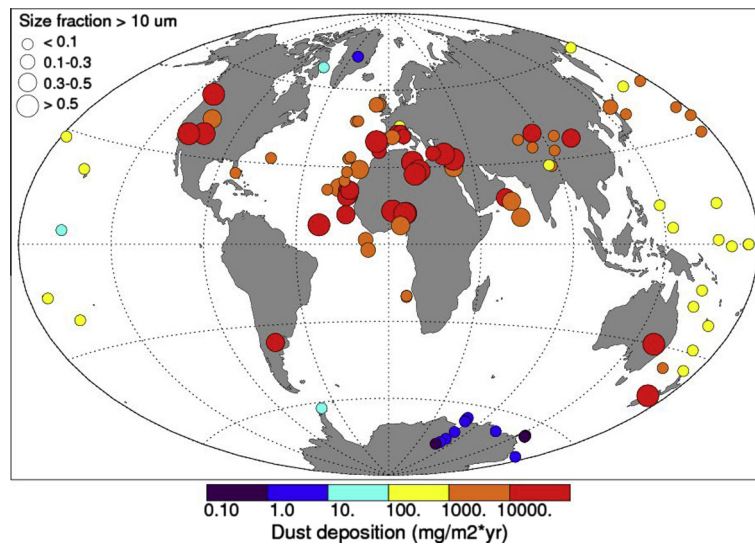 Size fraction > 10 um
< 0.1
0.1-0.3
0.3-0.5
> 0.5
0.10 1.0 10. 100. 1000. 10000.
Dust deposition (mg/m2*yr)